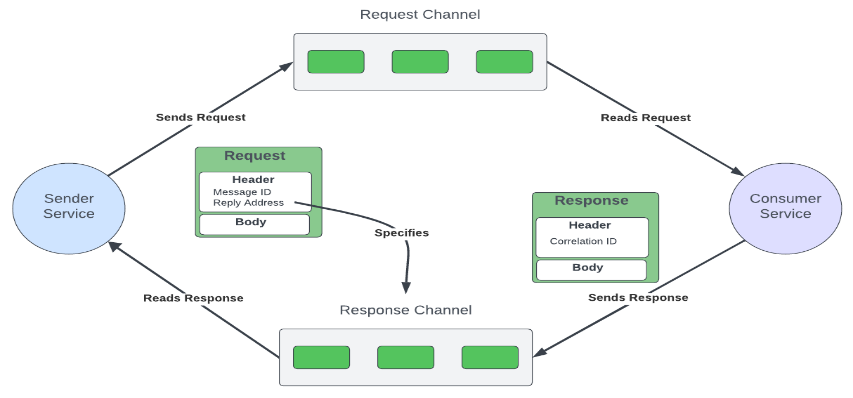 Request Channel
Sends Request
Reads Request
Request
Header
Message ID
Reply Address
Body
Sender
Service
Response
Header
Correlation ID
Body
Consumer
Service
Specifies
Reads Response
Sends Response
Response Channel